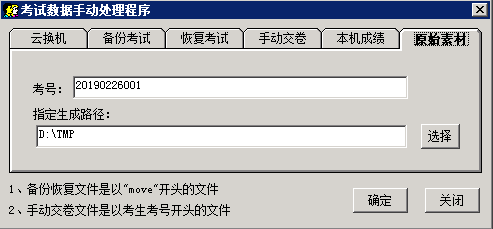 考试数据手动处理程序
云换机 备份考试 恢复考试 手动交卷 本机成绩 原始素材
考号： 20190226001
指定生成路径：
D:\TMP 选择
1、备份恢复文件是以"move"开头的文件
2、手动交卷文件是以考生考号开头的文件
确定 关闭